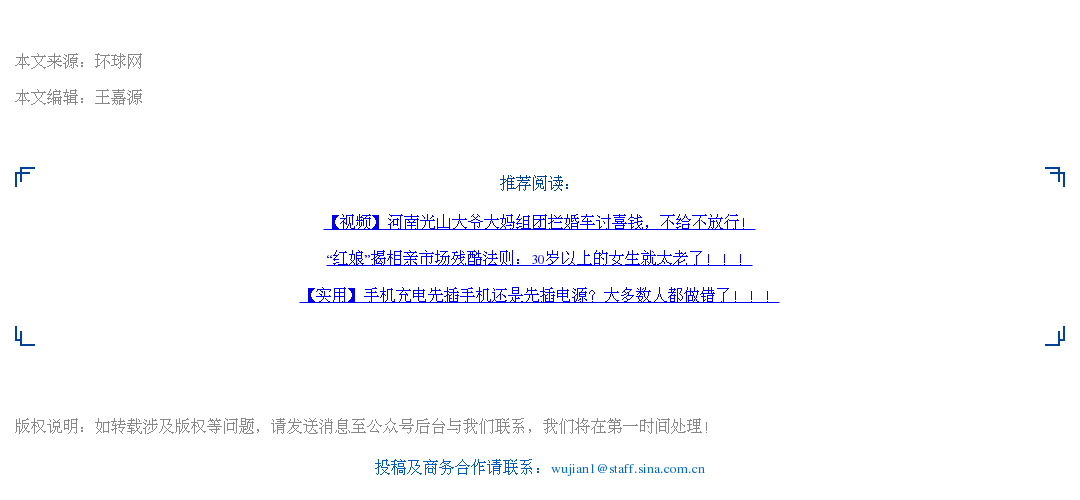 本文来源：环球网
本文编辑：王嘉源
推荐阅读：
【视频】河南光山大爷大妈组团拦婚车讨喜钱，不给不放行！
“红娘”揭相亲市场残酷法则：30岁以上的女生就太老了！！！
【实用】手机充电先插手机还是先插电源？大多数人都做错了！！！
版权说明：如转载涉及版权等问题，请发送消息至公众号后台与我们联系，我们将在第一时间处理！
投稿及商务合作请联系：wujian1@staff.sina.com.cn